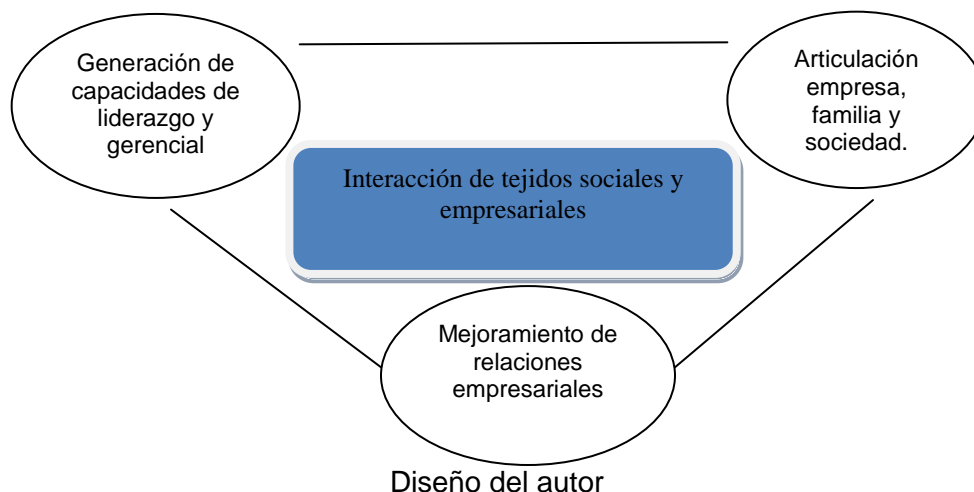 Generación de
capacidades de
liderazgo y
gerencial
Articulación
empresa,
familia y
sociedad.
Interacción de tejidos sociales y
empresariales
Mejoramiento de
relaciones
empresariales
Diseño del autor